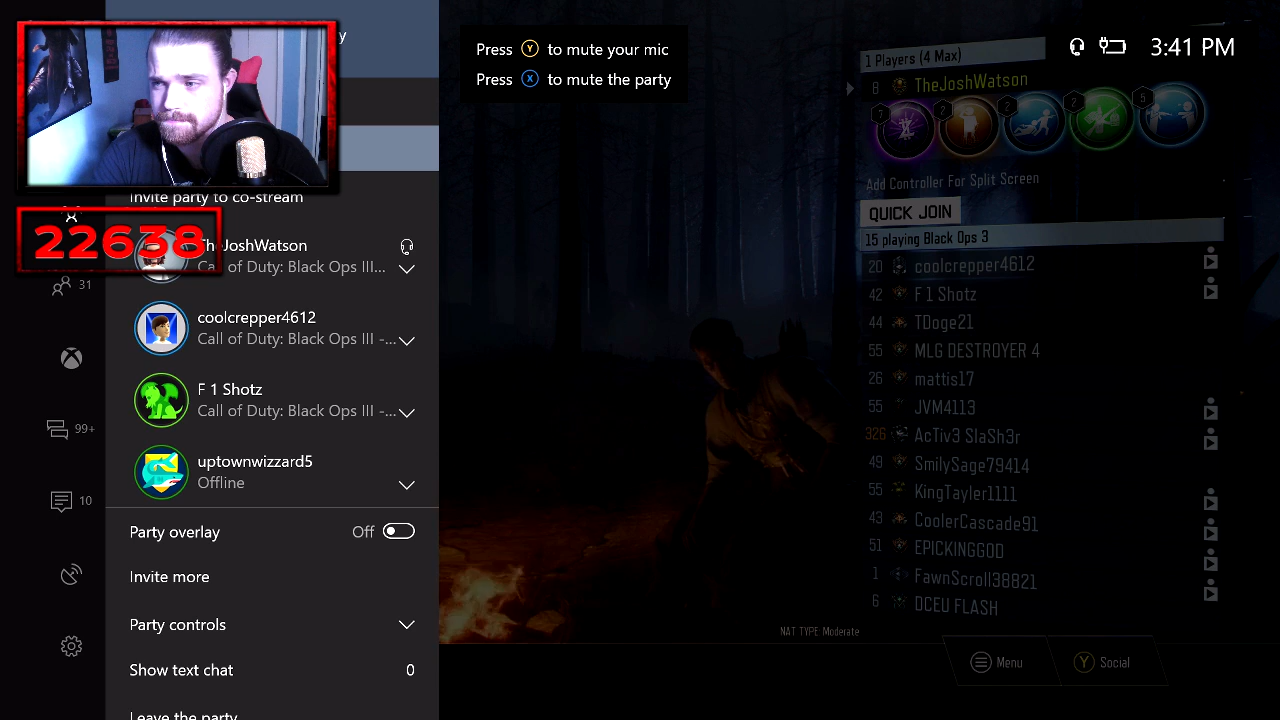 y
Invite party to co-stream
22638
TheJoshWatson
Call of Duty: Black Ops III...
31
coolcrepper4612
Call of Duty: Black Ops III -...
F 1 Shotz
Call of Duty: Black Ops III -...
99+
uptownwizzard5
Offline
10
Party overlay Off
Invite more
Party controls
Show text chat 0
Leave the party
Press Y to mute your mic
Press X to mute the party
3:41 PM
1 Players (4 Max)
8 TheJoshWatson
7 2 2 2 5
Add Controller For Split Screen
QUICK JOIN
15 playing Black Ops 3
20 coolcrepper4612
42 F 1 Shotz
44 TDoge21
55 MLG DESTROYER 4
26 mattis17
55 JVM4113
326 AcTiv3 SlaSh3r
49 SmilySage79414
55 KingTayler1111
43 CoolerCascade91
51 EPICKINGGOD
1 FawnScroll38821
6 DCEU FLASH
NAT TYPE: Moderate
Menu
Y Social